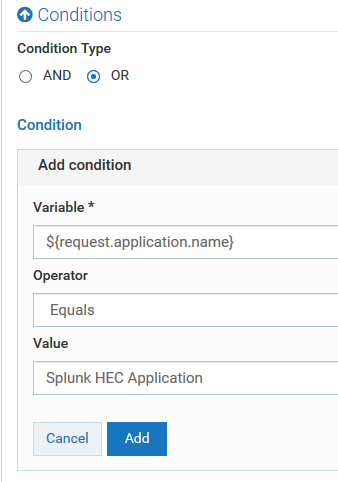 Conditions
Condition Type
AND OR
Condition
Add condition
Variable *
${request.application.name}
Operator
Equals
Value
Splunk HEC Application
Cancel Add